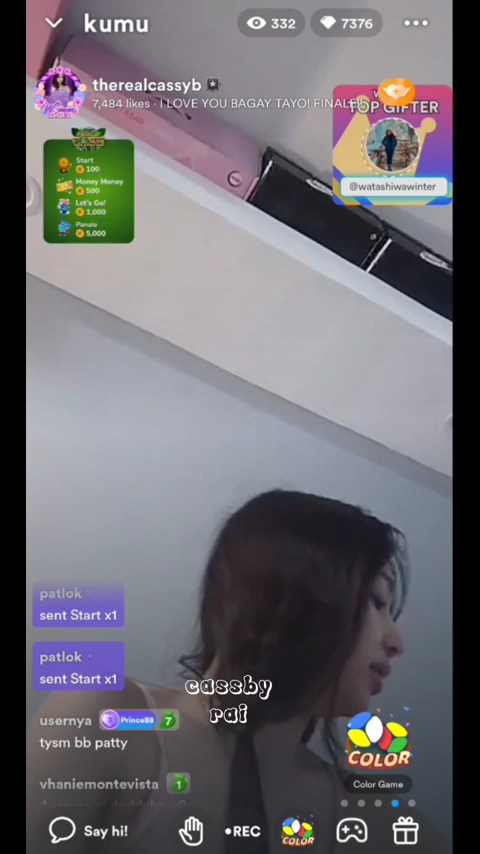 kumu
332
7376
therealcassyb
7,484 likes · I LOVE YOU BAGAY TAYO! FINALE!!
TOP GIFTER
@watashiwawinter
Start
100
Money Money
500
Let's Go!
1,000
Panalo
5,000
patlok
sent Start x1
patlok
sent Start x1
cassby
rai
usernya Prince88 7
tysm bb patty
vhaniemontevista 1
COLOR
Color Game
Say hi!
•REC
COLOR